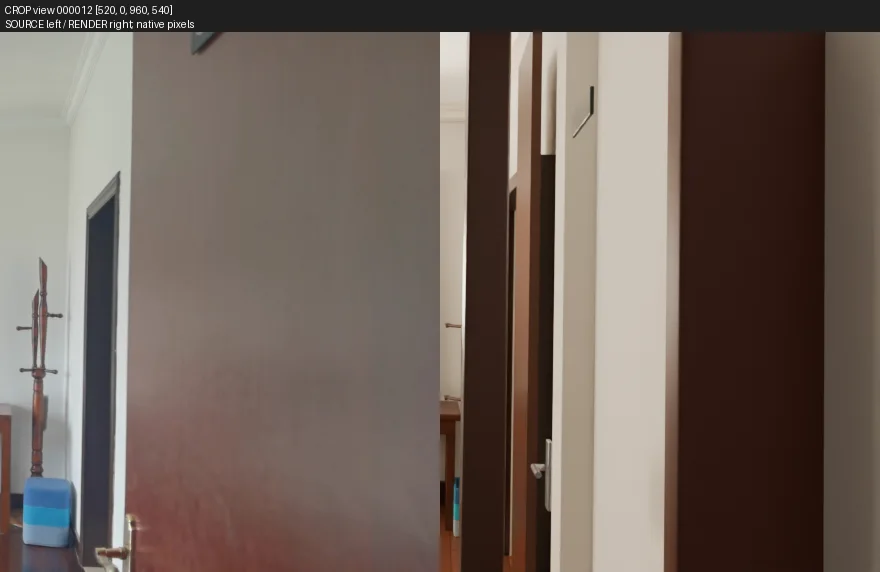 CROP view 000012 [520, 0, 960, 540]
SOURCE left / RENDER right; native pixels